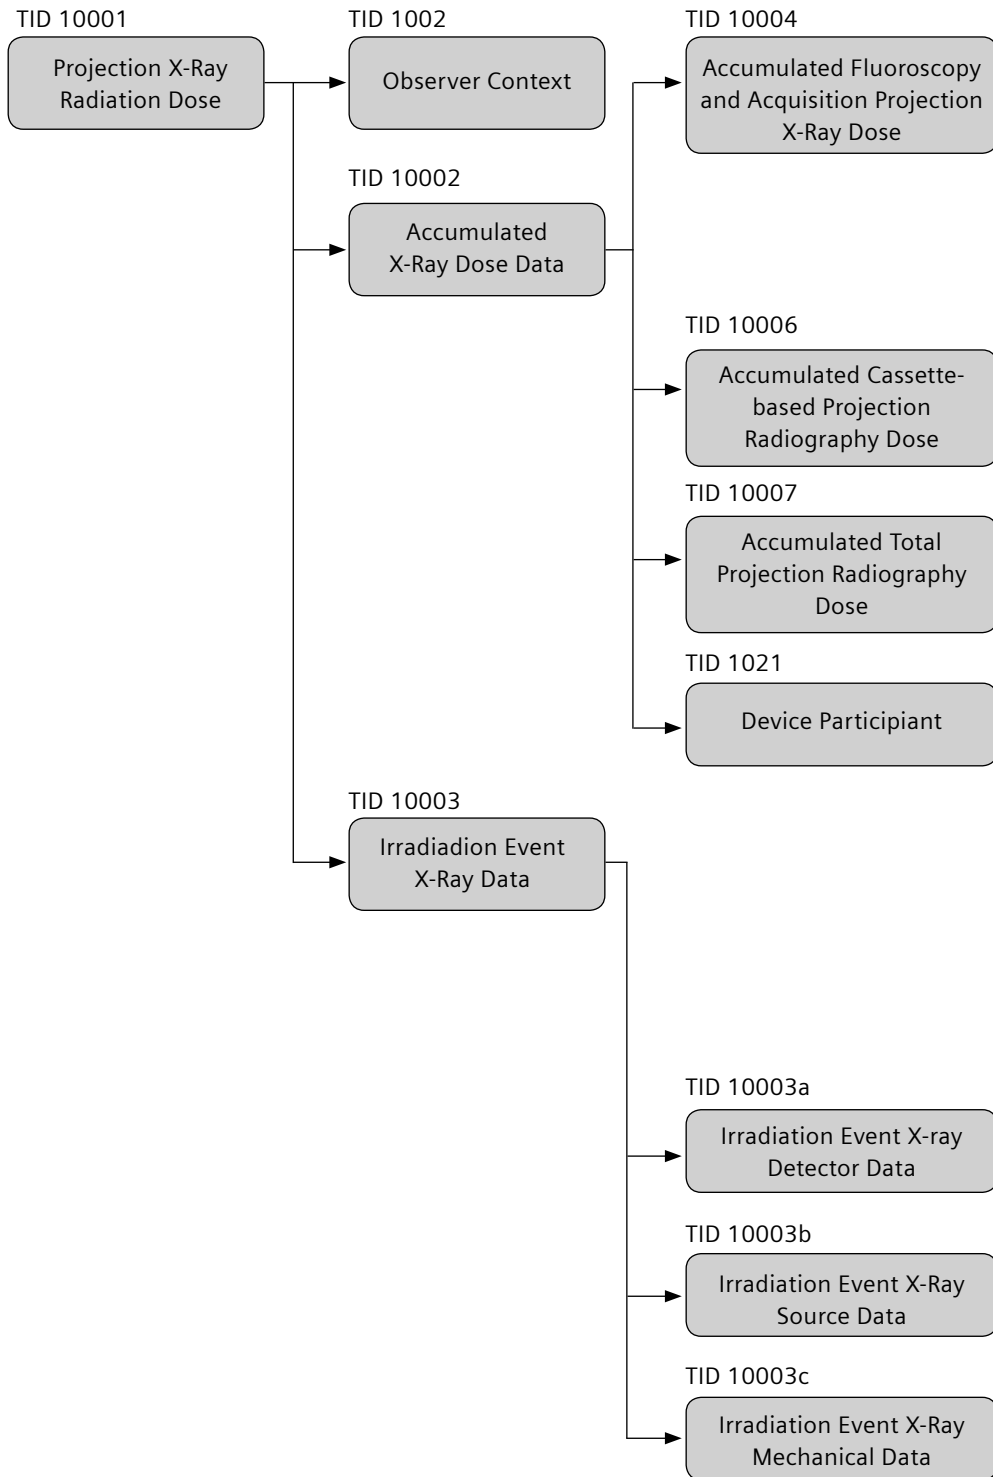 TID 10001
Projection X-Ray
Radiation Dose
TID 1002
Observer Context
TID 10004
Accumulated Fluoroscopy
and Acquisition Projection
X-Ray Dose
TID 10002
Accumulated
X-Ray Dose Data
TID 10006
Accumulated Cassette-
based Projection
Radiography Dose
TID 10007
Accumulated Total
Projection Radiography
Dose
TID 1021
Device Participiant
TID 10003
Irradiadion Event
X-Ray Data
TID 10003a
Irradiation Event X-ray
Detector Data
TID 10003b
Irradiation Event X-Ray
Source Data
TID 10003c
Irradiation Event X-Ray
Mechanical Data